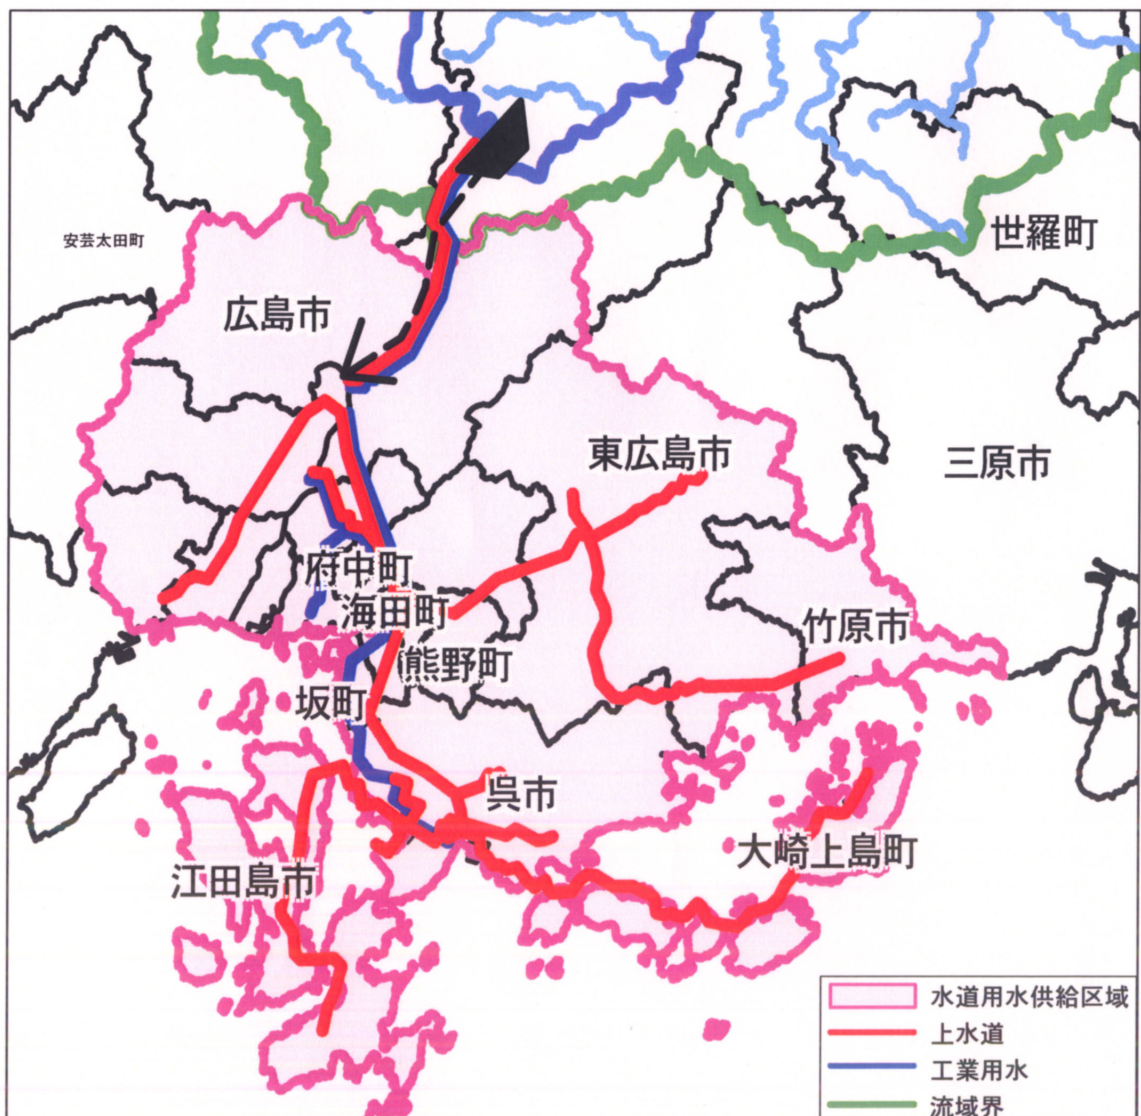 世羅町
安芸太田町
広島市
東広島市
三原市
府中町
海田町
竹原市
熊野町
坂町
呉市
大崎上島町
江田島市
水道用水供給区域
上水道
工業用水
流域界